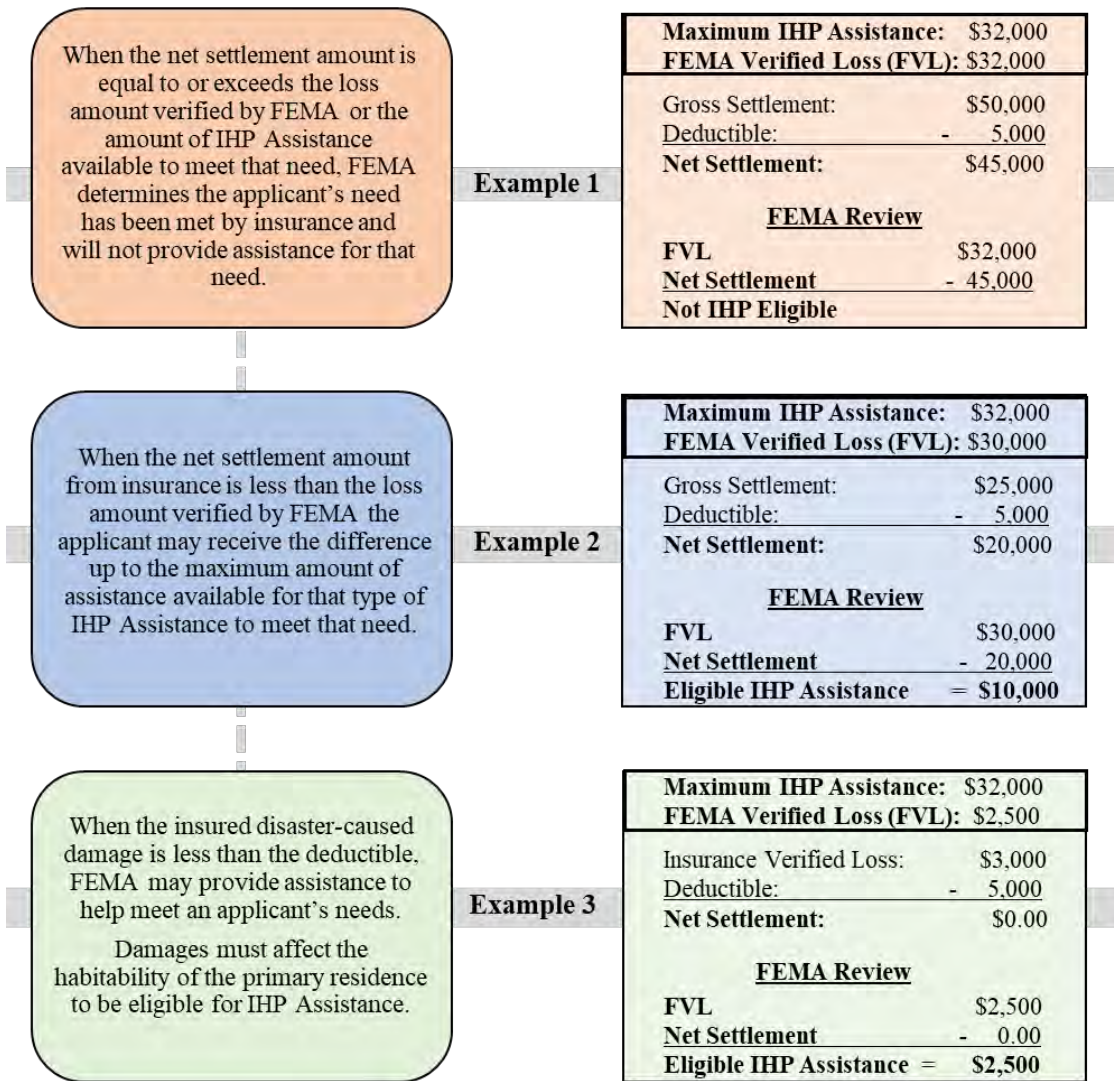 When the net settlement amount is
equal to or exceeds the loss
amount verified by FEMA or the
amount of IHP Assistance
available to meet that need, FEMA
determines the applicant's need
has been met by insurance and
will not provide assistance for that
need.
Example 1
Maximum IHP Assistance: $32,000
FEMA Verified Loss (FVL): $32,000
Gross Settlement: $50,000
Deductible: - 5,000
Net Settlement: $45,000
FEMA Review
FVL $32,000
Net Settlement - 45,000
Not IHP Eligible
When the net settlement amount
from insurance is less than the loss
amount verified by FEMA the
applicant may receive the difference
up to the maximum amount of
assistance available for that type of
IHP Assistance to meet that need.
Example 2
Maximum IHP Assistance: $32,000
FEMA Verified Loss (FVL): $30,000
Gross Settlement: $25,000
Deductible: - 5,000
Net Settlement: $20,000
FEMA Review
FVL $30,000
Net Settlement - 20,000
Eligible IHP Assistance = $10,000
When the insured disaster-caused
damage is less than the deductible,
FEMA may provide assistance to
help meet an applicant's needs.
Damages must affect the
habitability of the primary residence
to be eligible for IHP Assistance.
Example 3
Maximum IHP Assistance: $32,000
FEMA Verified Loss (FVL): $2,500
Insurance Verified Loss: $3,000
Deductible: - 5,000
Net Settlement: $0.00
FEMA Review
FVL $2,500
Net Settlement - 0.00
Eligible IHP Assistance = $2,500